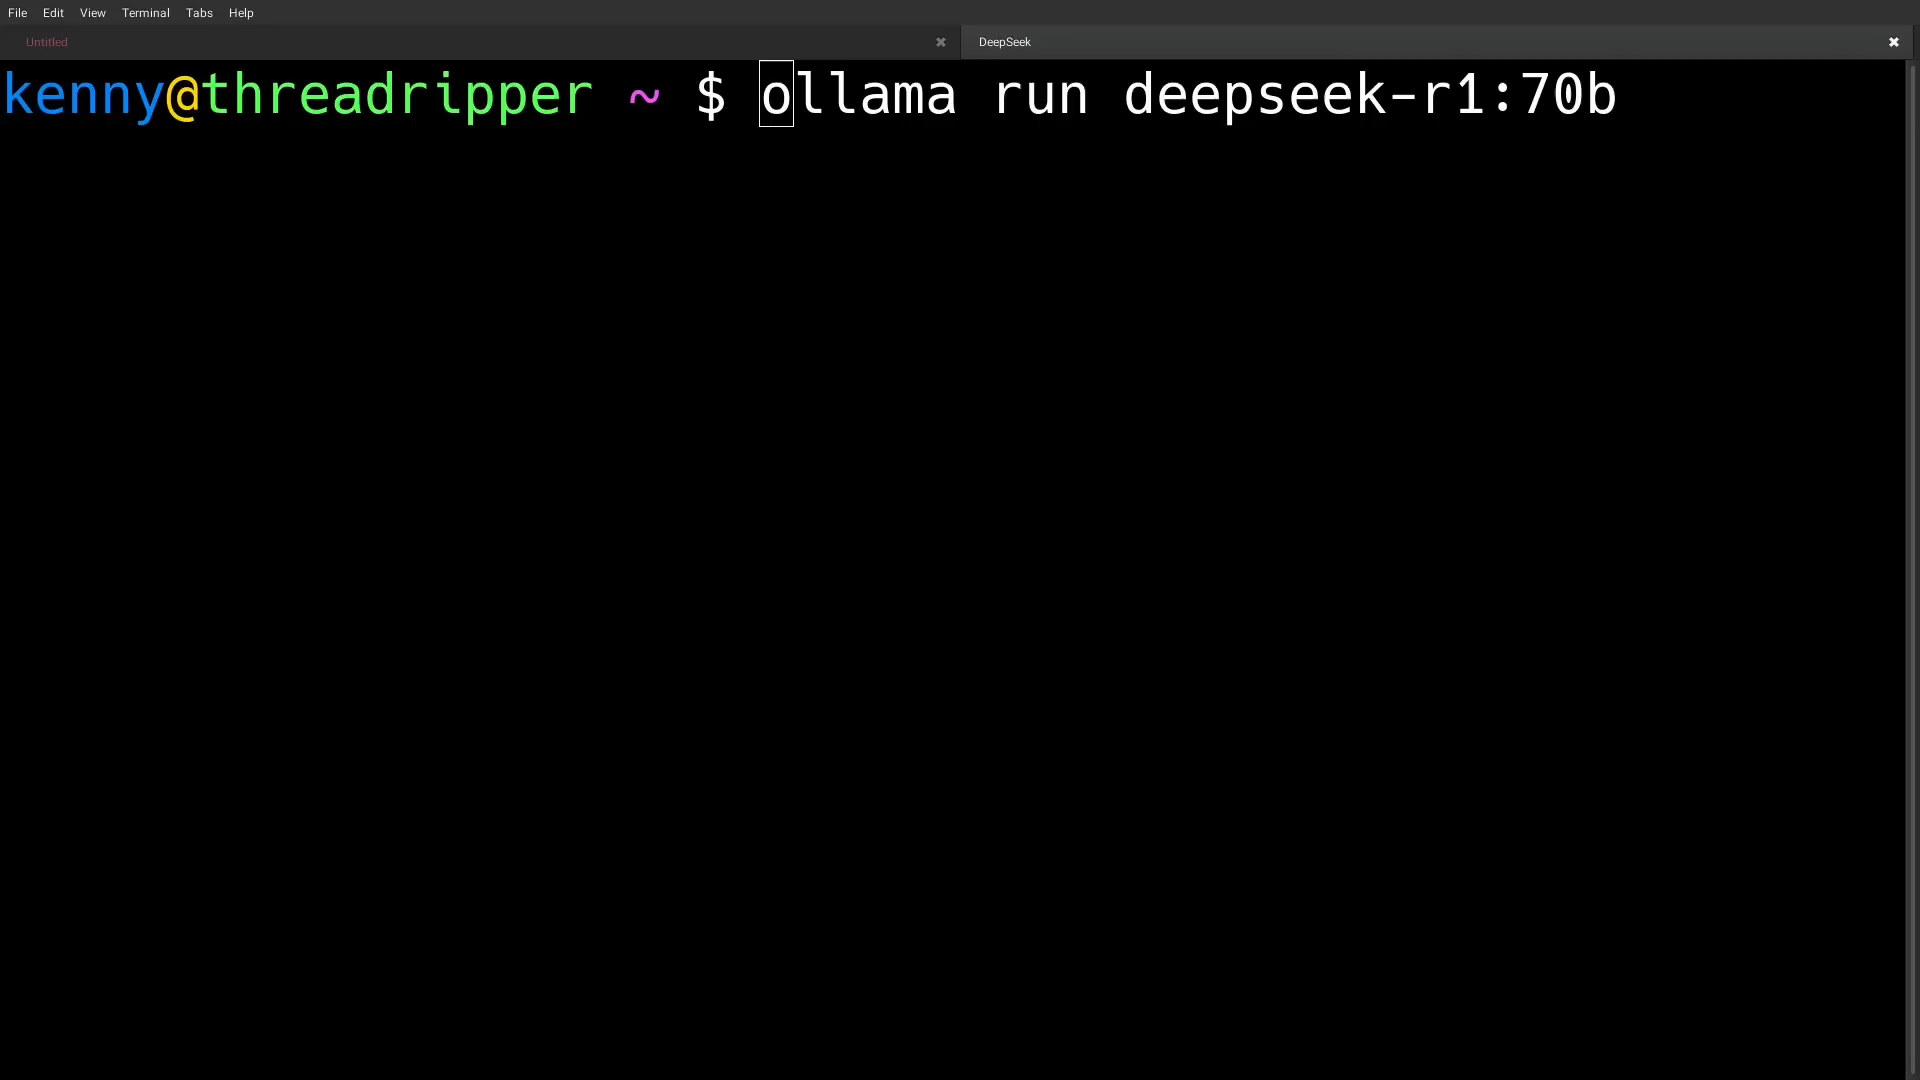 File Edit View Terminal Tabs Help
Untitled DeepSeek
kenny@threadripper ~ $ ollama run deepseek-r1:70b